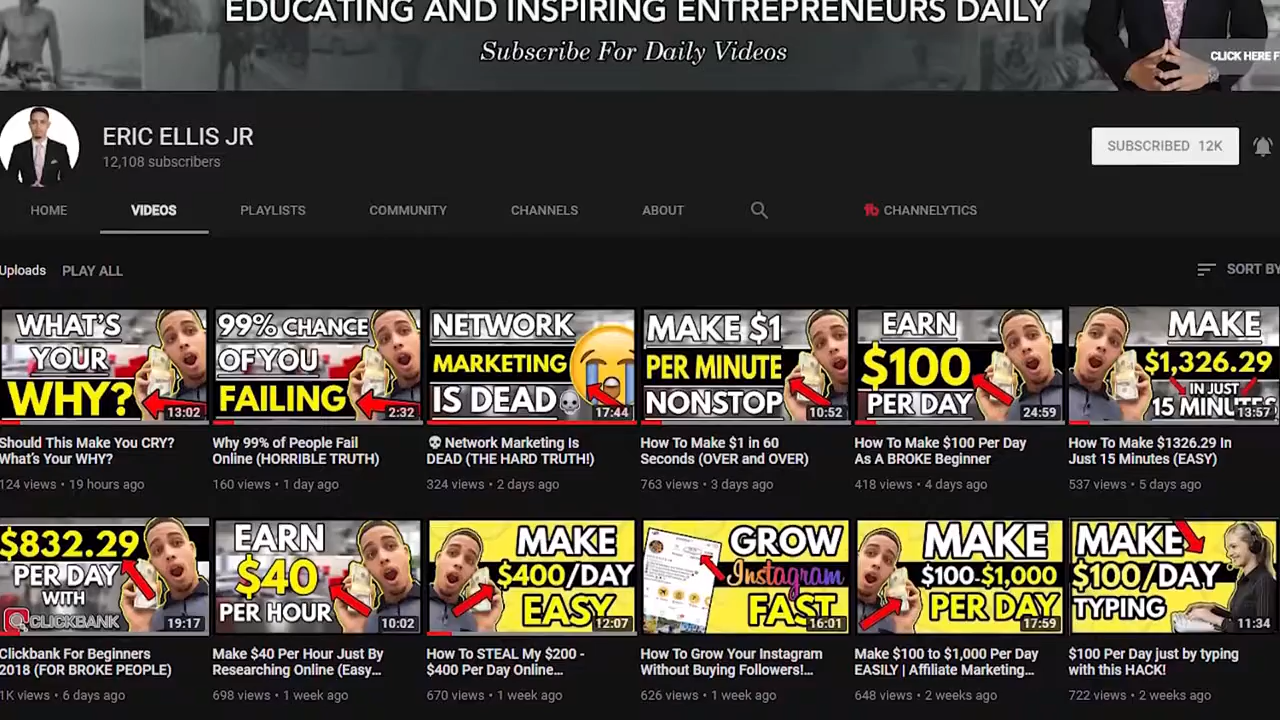 EDUCATING AND INSPIRING ENTREPRENEURS DAILY
Subscribe For Daily Videos
CLICK HERE F
ERIC ELLIS JR
12,108 subscribers
SUBSCRIBED 12K
HOME VIDEOS PLAYLISTS COMMUNITY CHANNELS ABOUT CHANNELYTICS
Uploads PLAY ALL SORT BY
WHAT'S
YOUR
WHY?
13:02
99% CHANCE
OF YOU
FAILING
2:32
NETWORK
MARKETING
IS DEAD
17:44
MAKE $1
PER MINUTE
NONSTOP
10:52
EARN
$100
PER DAY
24:59
MAKE
$1,326.29
IN JUST
15 MINUTES
13:57
Should This Make You CRY?
What's Your WHY?
124 views • 19 hours ago
Why 99% of People Fail
Online (HORRIBLE TRUTH)
160 views • 1 day ago
💀 Network Marketing Is
DEAD (THE HARD TRUTH!)
324 views • 2 days ago
How To Make $1 in 60
Seconds (OVER and OVER)
763 views • 3 days ago
How To Make $100 Per Day
As A BROKE Beginner
418 views • 4 days ago
How To Make $1326.29 In
Just 15 Minutes (EASY)
537 views • 5 days ago
$832.29
PER DAY
WITH
CLICKBANK
19:17
EARN
$40
PER HOUR
10:02
MAKE
$400/DAY
EASY
12:07
GROW
Instagram
FAST
16:01
MAKE
$100-$1,000
PER DAY
17:59
MAKE
$100/DAY
TYPING
11:34
Clickbank For Beginners
2018 (FOR BROKE PEOPLE)
1K views • 6 days ago
Make $40 Per Hour Just By
Researching Online (Easy...
698 views • 1 week ago
How To STEAL My $200 -
$400 Per Day Online...
670 views • 1 week ago
How To Grow Your Instagram
Without Buying Followers!...
626 views • 1 week ago
Make $100 to $1,000 Per Day
EASILY | Affiliate Marketing...
648 views • 2 weeks ago
$100 Per Day just by typing
with this HACK!
722 views • 2 weeks ago